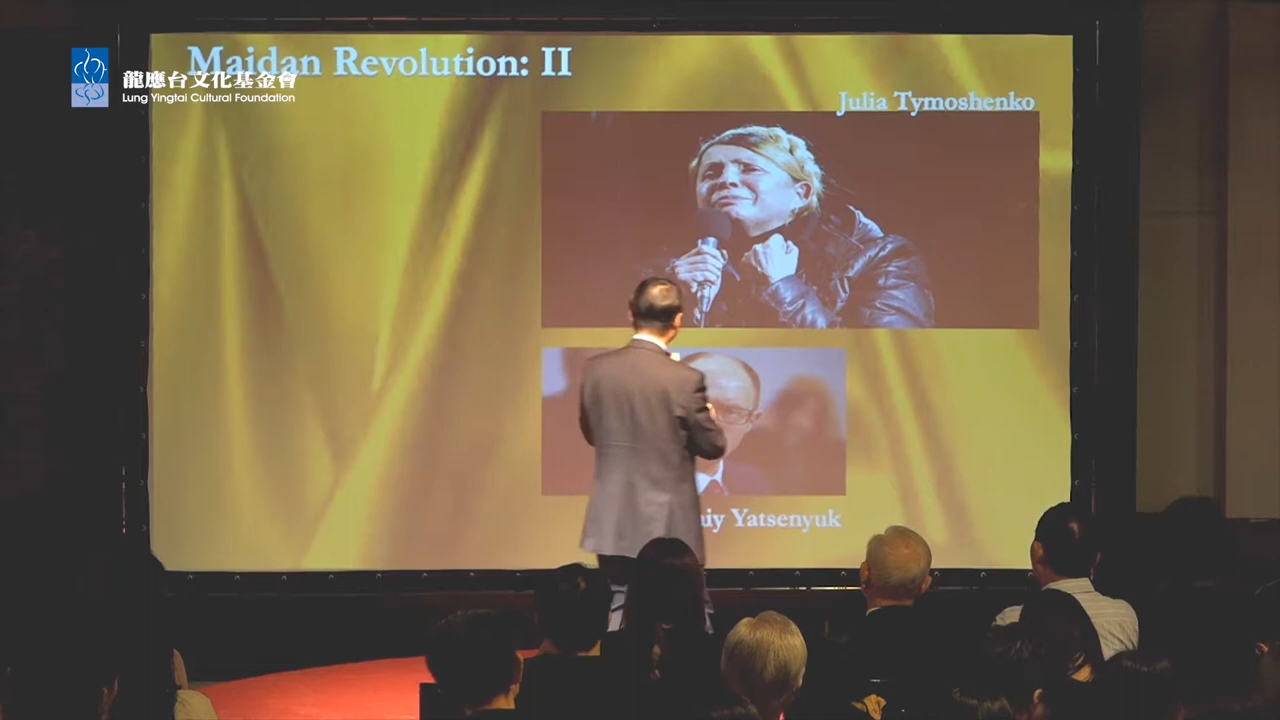 Maidan Revolution: II
龍應台文化基金會
Lung Yingtai Cultural Foundation
Julia Tymoshenko
Yatsenyuk